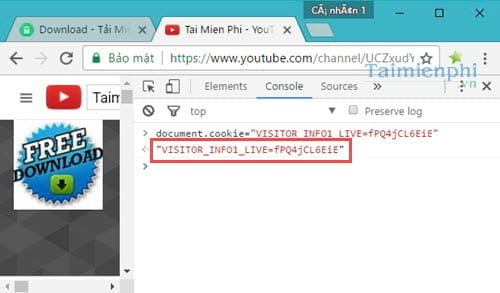 CÃ¡ nhÃ¢n 1
Download - Tải Miễ
Tai Mien Phi - YouT
Bảo mật
https://www.youtube.com/channel/UCZxudY
Taimienphi
.vn
Elements
Console
Sources
Taim
top
Preserve log
FREE
DOWNLOAD
document.cookie="VISITOR_INFO1_LIVE=fPQ4jCL6EiE"
"VISITOR_INFO1_LIVE=fPQ4jCL6EiE"